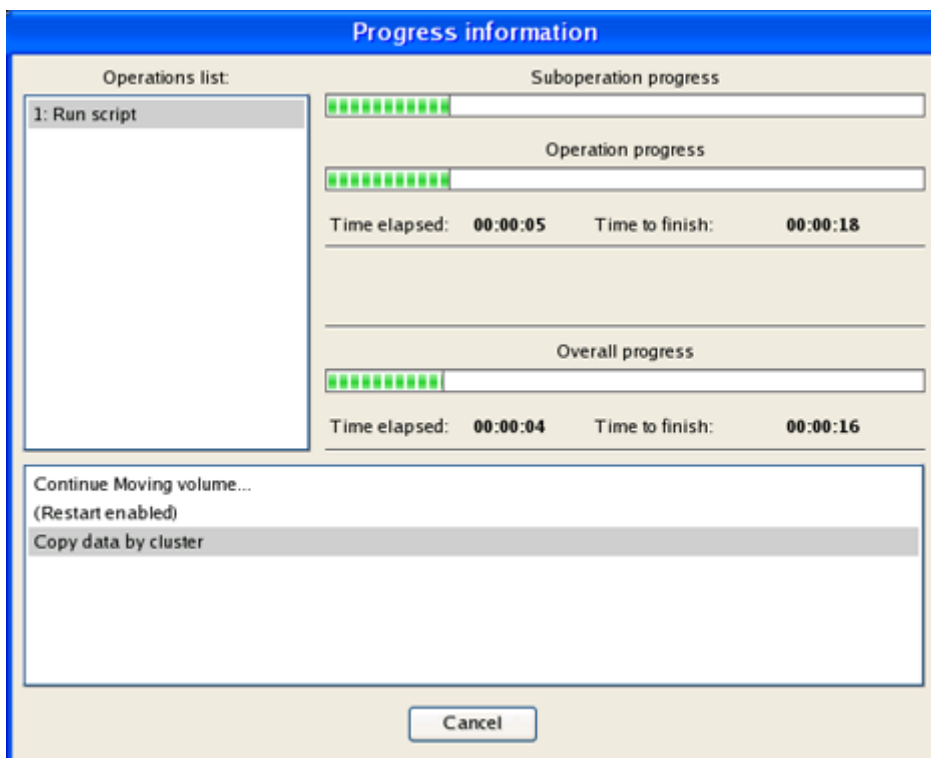 Progress information
Operations list:
1: Run script
Suboperation progress
Operation progress
Time elapsed: 00:00:05 Time to finish: 00:00:18
Overall progress
Time elapsed: 00:00:04 Time to finish: 00:00:16
Continue Moving volume...
(Restart enabled)
Copy data by cluster
Cancel